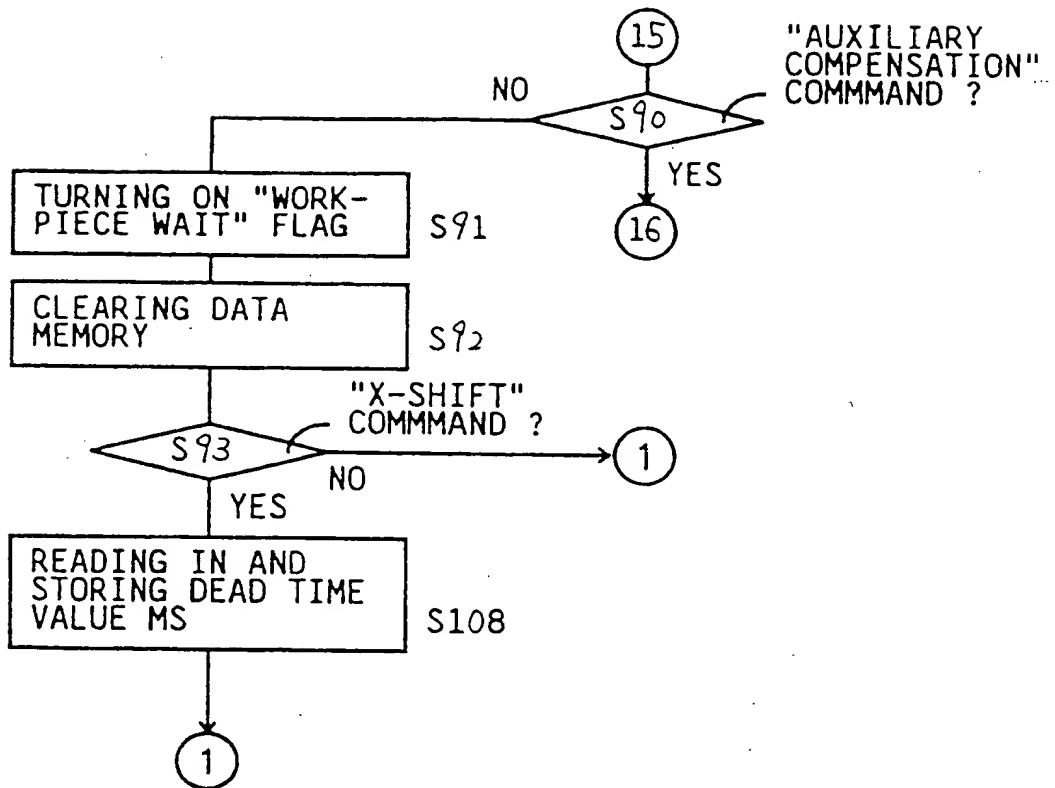 15
"AUXILIARY
COMPENSATION"
COMMMAND ?
NO
S90
YES
16
TURNING ON "WORK-
PIECE WAIT" FLAG
S91
CLEARING DATA
MEMORY
S92
"X-SHIFT"
COMMMAND ?
S93
NO
1
YES
READING IN AND
STORING DEAD TIME
VALUE MS
S108
1